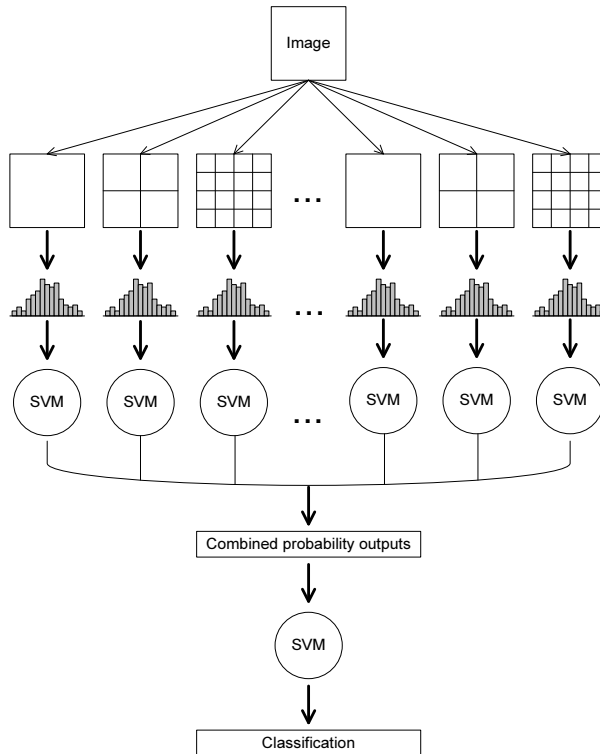 Image
...
...
SVM SVM SVM ... SVM SVM SVM
Combined probability outputs
SVM
Classification